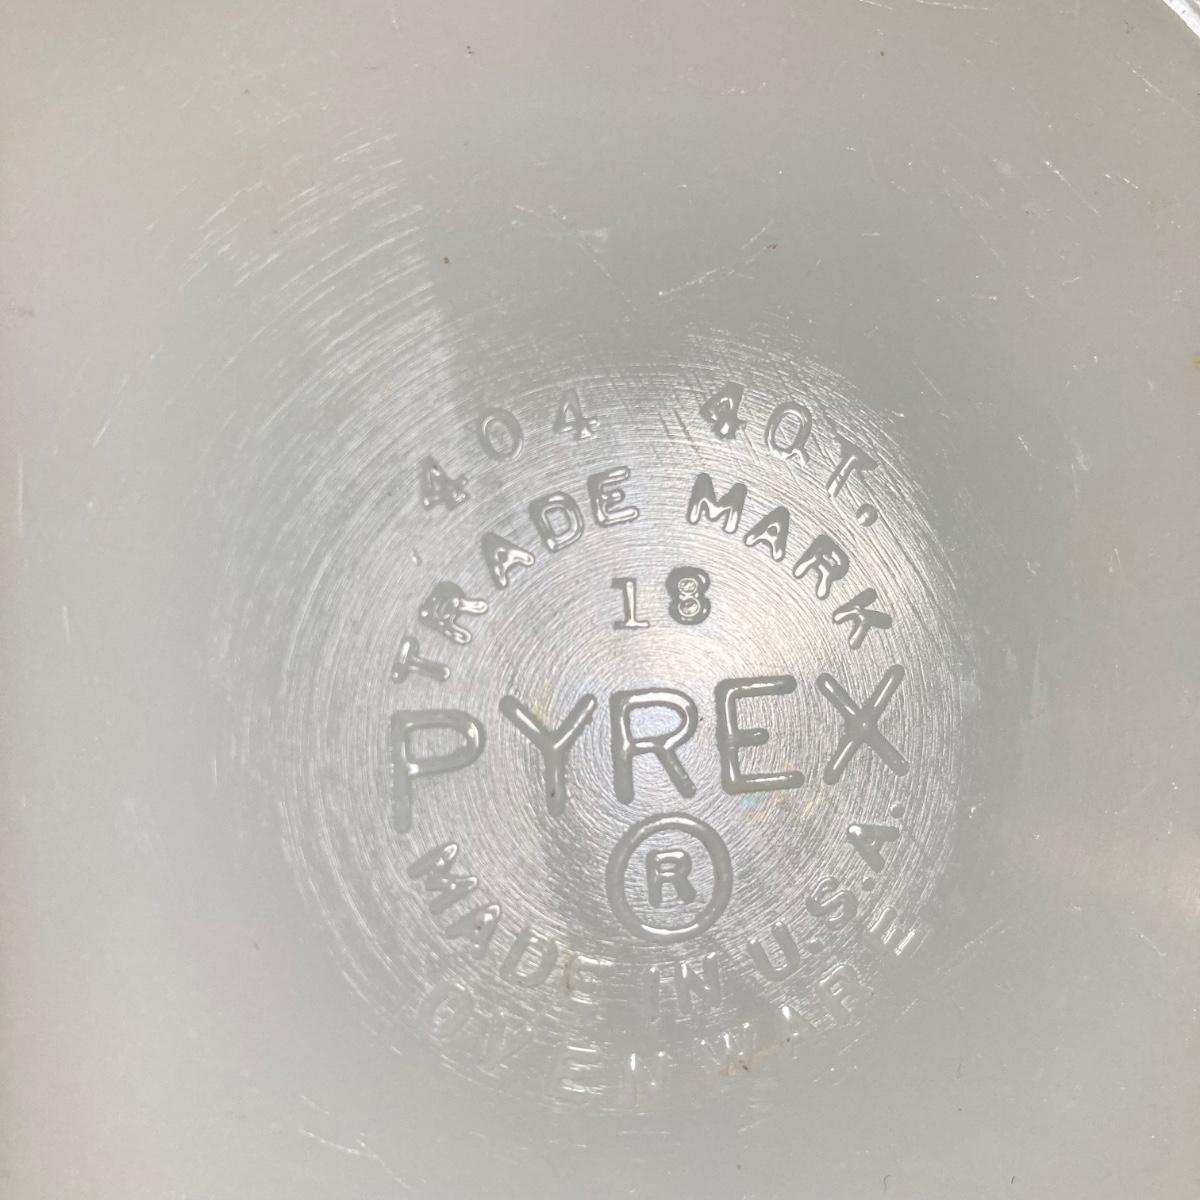 404 4QT.
TRADE MARK
18
PYREX
®
MADE IN U.S.A.
OVEN WARE